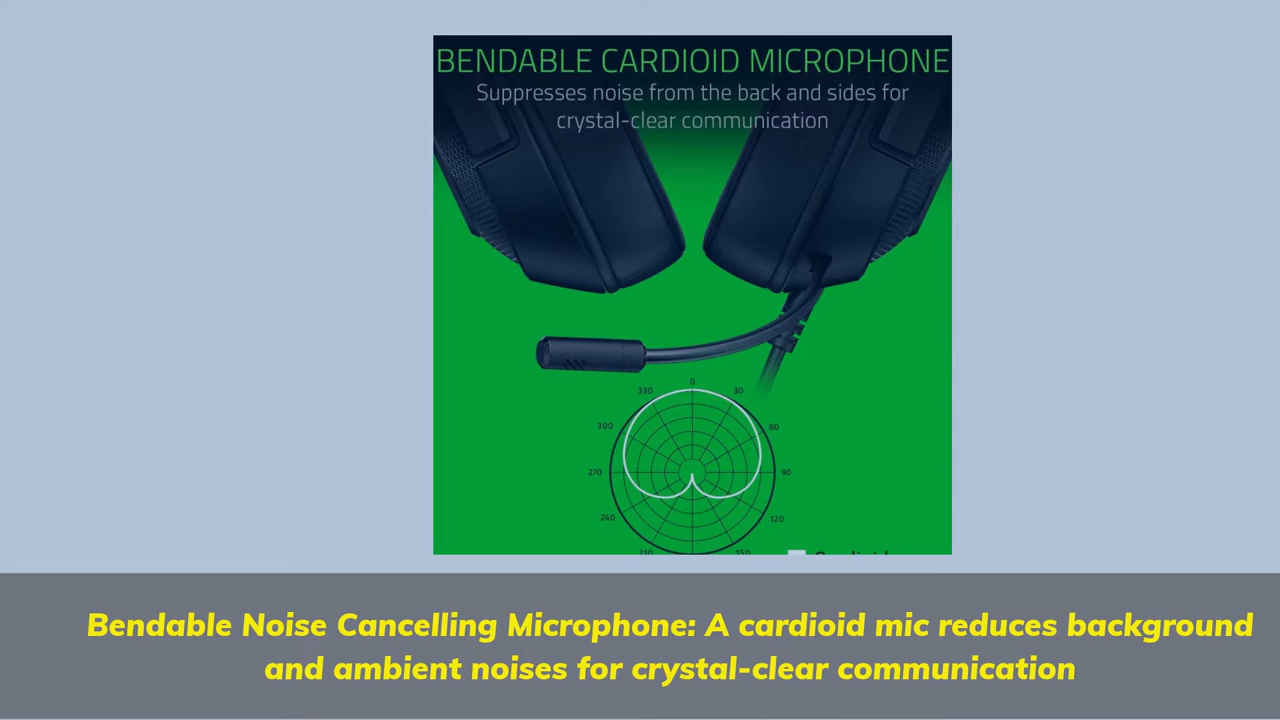 BENDABLE CARDIOID MICROPHONE
Suppresses noise from the back and sides for
crystal-clear communication
0
330
30
300
60
270
90
240
120
210
150
Bendable Noise Cancelling Microphone: A cardioid mic reduces background
and ambient noises for crystal-clear communication